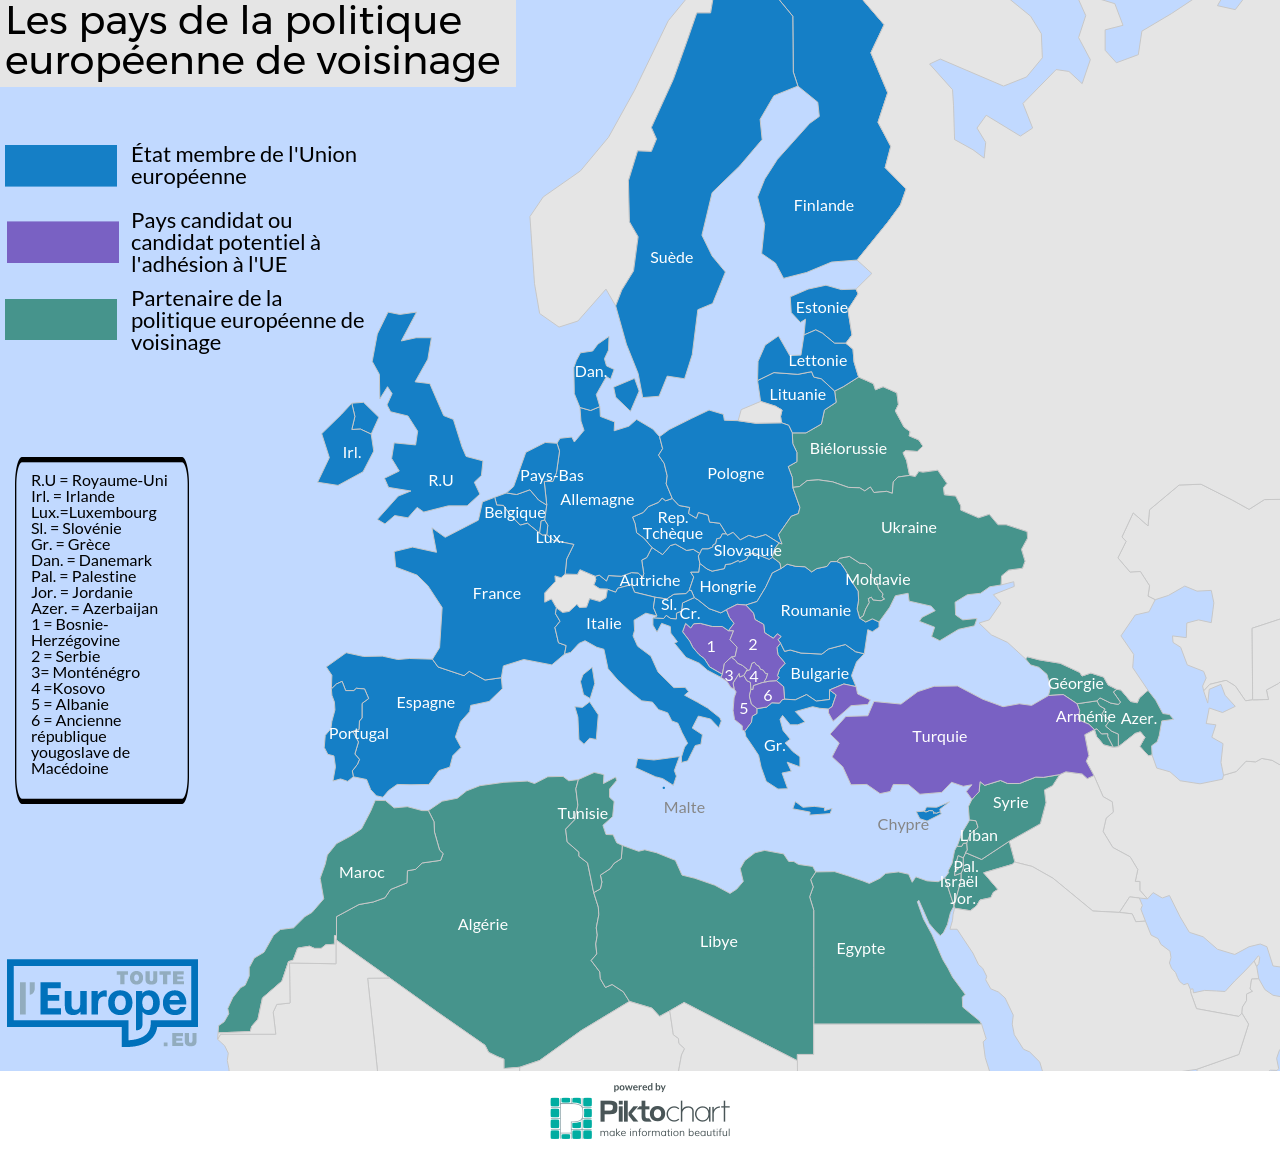 Les pays de la politique
européenne de voisinage
État membre de l'Union
européenne
Pays candidat ou
candidat potentiel à
l'adhésion à l'UE
Partenaire de la
politique européenne de
voisinage
R.U = Royaume-Uni
Irl. = Irlande
Lux.=Luxembourg
Sl. = Slovénie
Gr. = Grèce
Dan. = Danemark
Pal. = Palestine
Jor. = Jordanie
Azer. = Azerbaijan
1 = Bosnie-
Herzégovine
2 = Serbie
3= Monténégro
4 =Kosovo
5 = Albanie
6 = Ancienne
république
yougoslave de
Macédoine
Finlande
Suède
Estonie
Lettonie
Dan.
Lituanie
Irl.
Biélorussie
R.U
Pays-Bas
Pologne
Allemagne
Belgique
Rep.
Tchèque
Ukraine
Lux.
Slovaquie
Autriche
Moldavie
France
Hongrie
Sl.
Cr.
Roumanie
Italie
1
2
3
4
Bulgarie
Géorgie
Espagne
5
6
Arménie
Azer.
Portugal
Gr.
Turquie
Malte
Syrie
Tunisie
Chypre
Liban
Maroc
Pal.
Israël
Jor.
Algérie
Libye
Egypte
TOUTE
l'Europe
.EU
powered by
Piktochart
make information beautiful